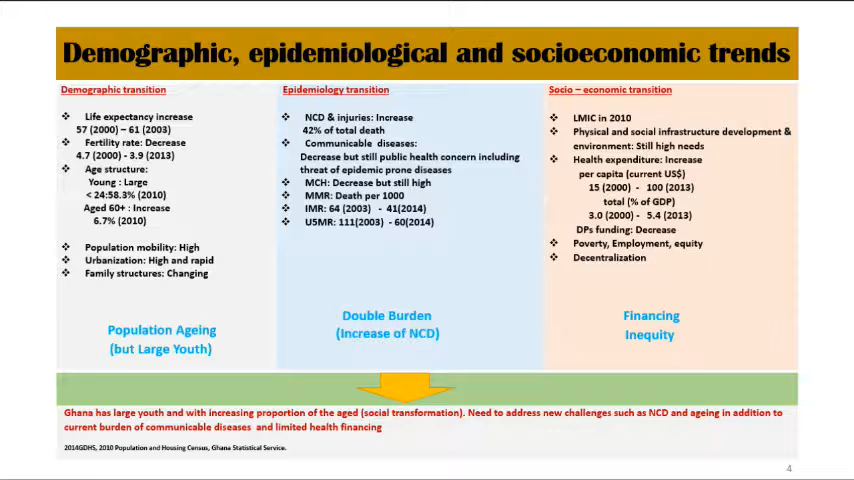 Demographic, epidemiological and socioeconomic trends
Demographic transition
❖ Life expectancy increase
57 (2000) – 61 (2003)
❖ Fertility rate: Decrease
4.7 (2000) - 3.9 (2013)
❖ Age structure:
Young : Large
< 24:58.3% (2010)
Aged 60+ : Increase
6.7% (2010)
❖ Population mobility: High
❖ Urbanization: High and rapid
❖ Family structures: Changing
Population Ageing
(but Large Youth)
Epidemiology transition
❖ NCD & injuries: Increase
42% of total death
❖ Communicable diseases:
Decrease but still public health concern including
threat of epidemic prone diseases
❖ MCH: Decrease but still high
❖ MMR: Death per 1000
❖ IMR: 64 (2003) - 41(2014)
❖ U5MR: 111(2003) - 60(2014)
Double Burden
(Increase of NCD)
Socio – economic transition
❖ LMIC in 2010
❖ Physical and social infrastructure development &
environment: Still high needs
❖ Health expenditure: Increase
per capita (current US$)
15 (2000) - 100 (2013)
total (% of GDP)
3.0 (2000) - 5.4 (2013)
DPs funding: Decrease
❖ Poverty, Employment, equity
❖ Decentralization
Financing
Inequity
Ghana has large youth and with increasing proportion of the aged (social transformation). Need to address new challenges such as NCD and ageing in addition to
current burden of communicable diseases and limited health financing
2014GDHS, 2010 Population and Housing Census, Ghana Statistical Service.
4